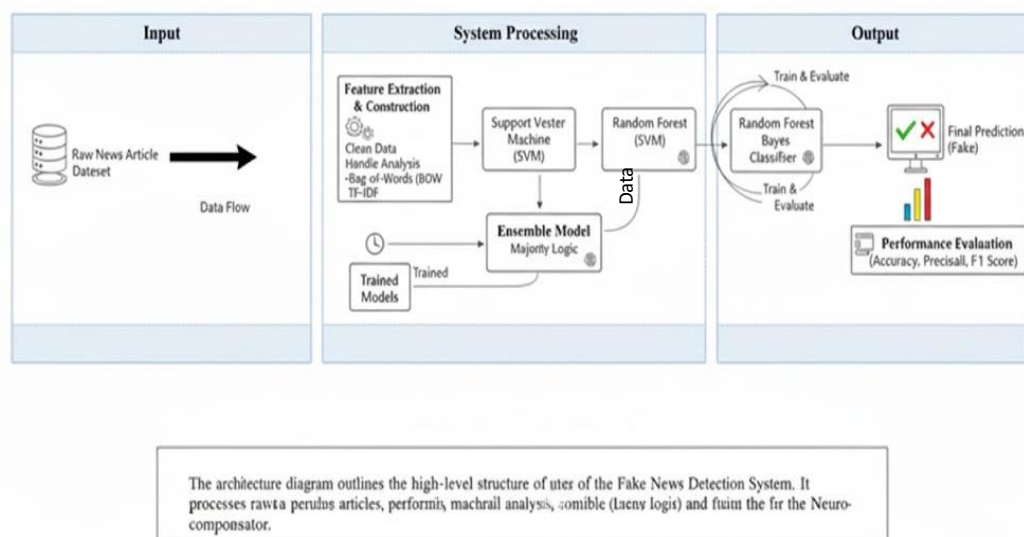 Input
System Processing
Output
Raw News Article
Dateset
Data Flow
Feature Extraction
& Construction
Clean Data
Handle Analysis
-Bag of-Words (BOW
TF-IDF
Support Vester
Machine
(SVM)
Random Forest
(SVM)
Data
Ensemble Model
Majority Logic
Trained
Models
Trained
Train & Evaluate
Random Forest
Bayes
Classifier
Train &
Evaluate
Final Prediction
(Fake)
Performance Evaluation
(Accuracy. Precisall, F1 Score)
The architecture diagram outlines the high-level structure of utes of the Fake News Detection System. It
processes articles, analysis, logis) and the for the Neuro-
componsator.